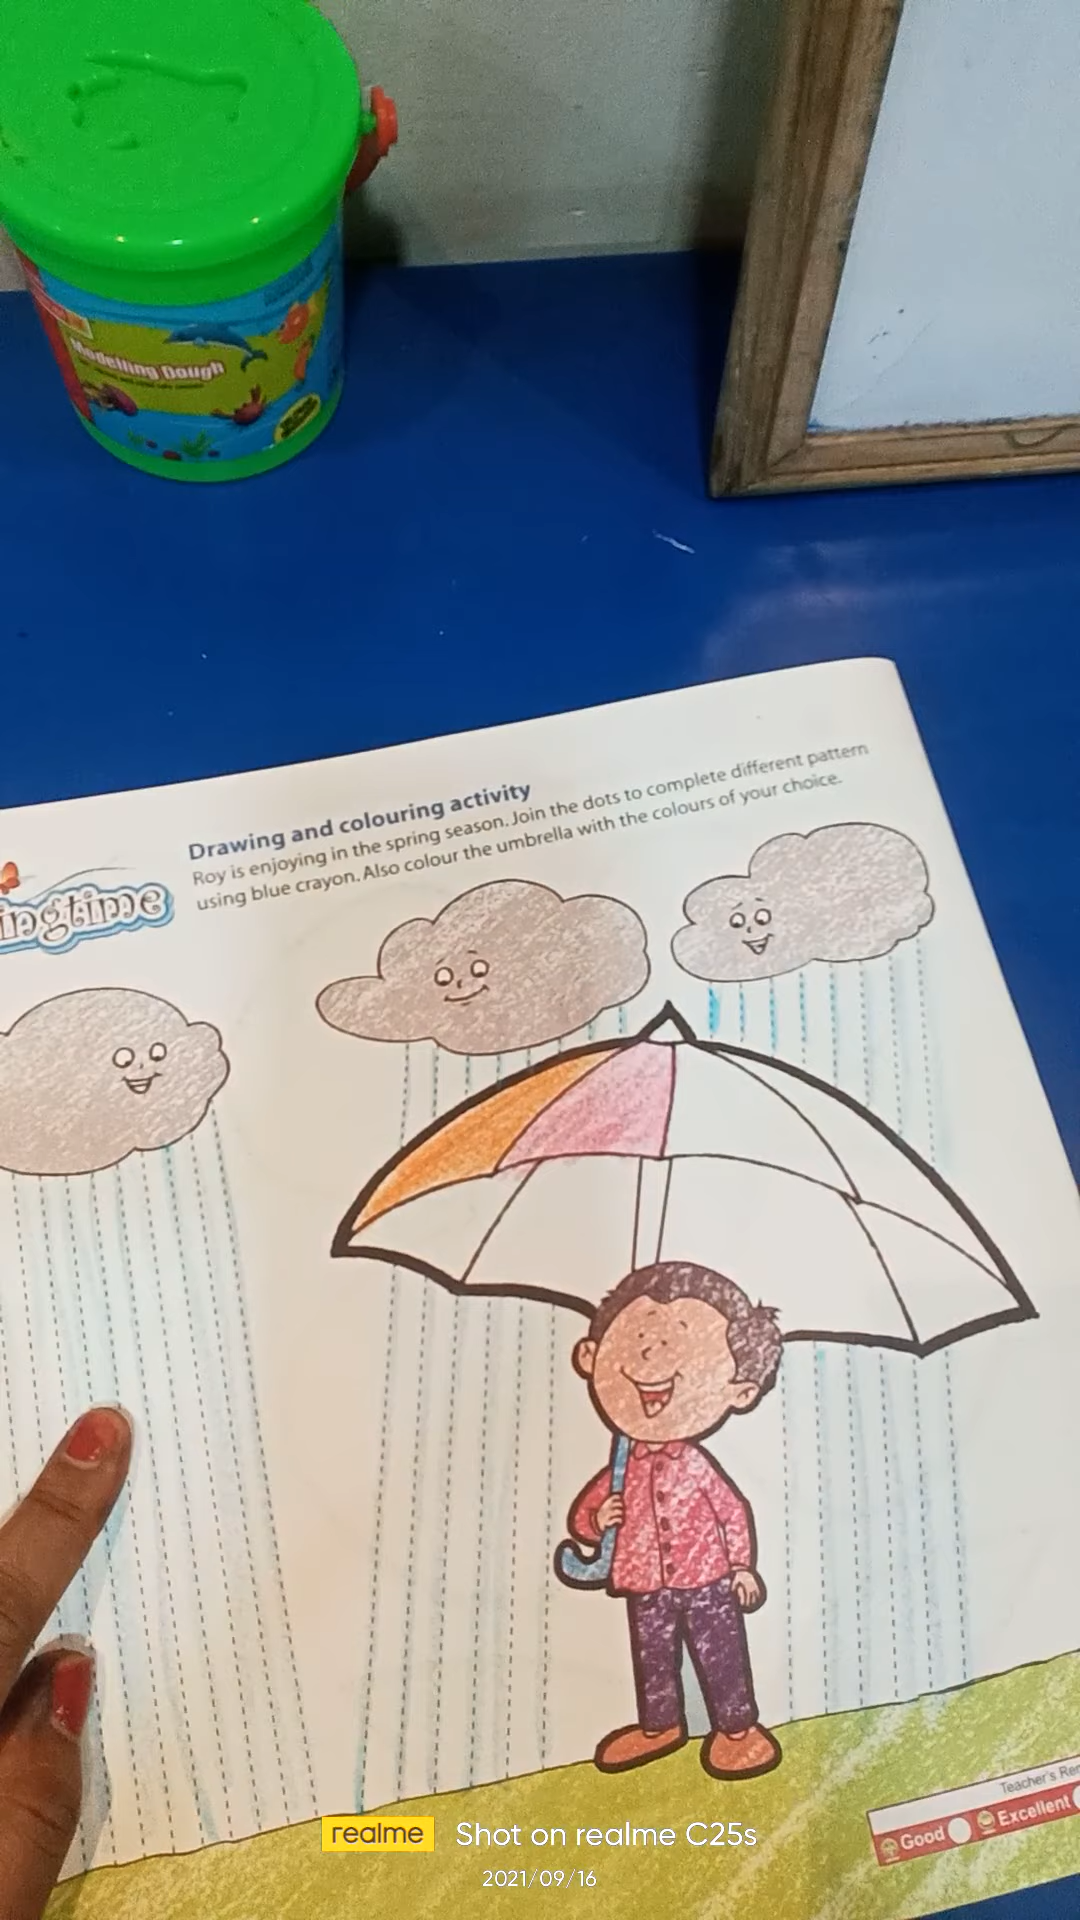 Modelling Dough
Drawing and colouring activity
Roy is enjoying in the spring season. Join the dots to complete different pattern
using blue crayon. Also colour the umbrella with the colours of your choice.
ingtime
Teacher's Rem
Good Excellent
realme Shot on realme C25s
2021/09/16